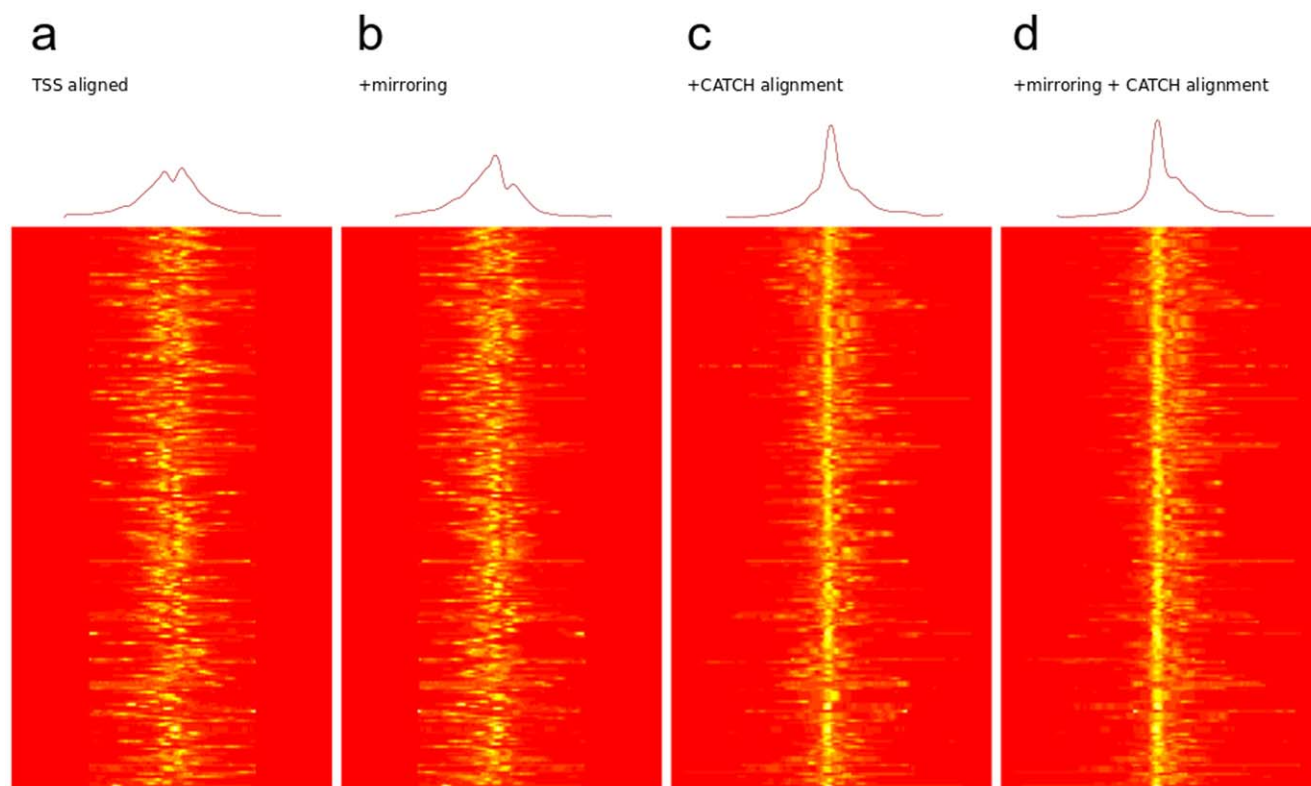 a
b
c
d
TSS aligned
+mirroring
+CATCH alignment
+mirroring + CATCH alignment